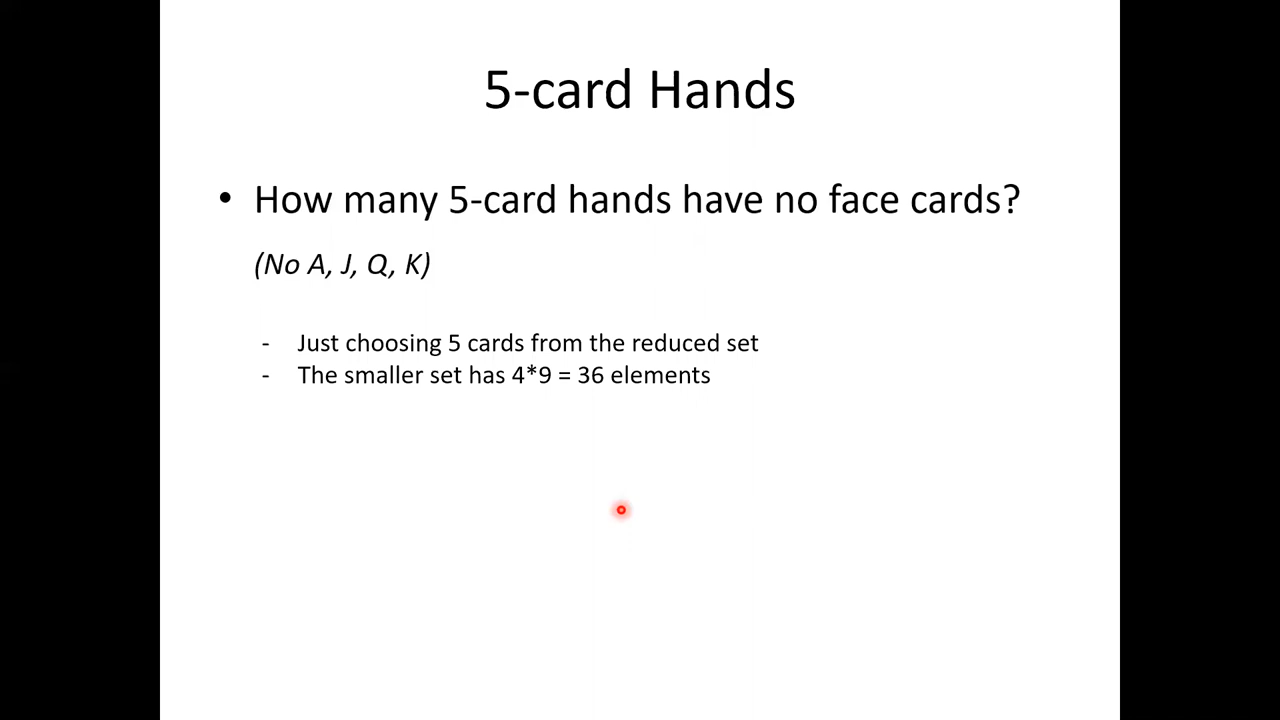 5-card Hands
• How many 5-card hands have no face cards?
(No A, J, Q, K)
- Just choosing 5 cards from the reduced set
- The smaller set has 4*9 = 36 elements